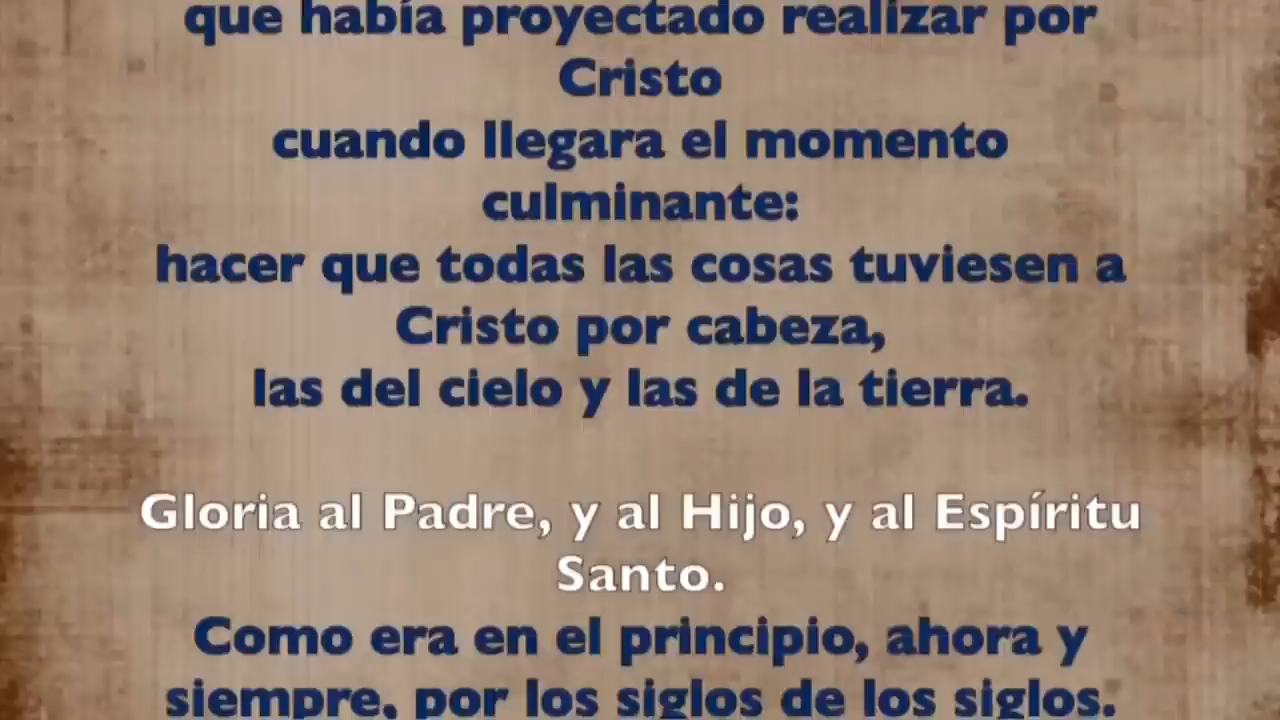 que había proyectado realizar por
Cristo
cuando llegara el momento
culminante:
hacer que todas las cosas tuviesen a
Cristo por cabeza,
las del cielo y las de la tierra.
Gloria al Padre, y al Hijo, y al Espíritu
Santo.
Como era en el principio, ahora y
siempre, por los siglos de los siglos.